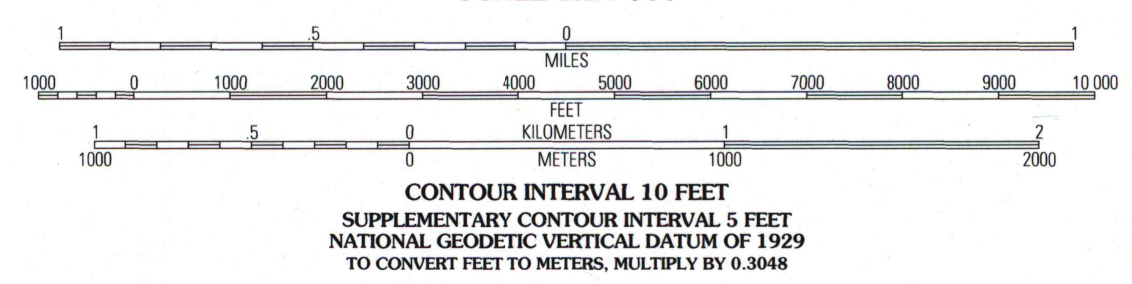 1 .5 0 1
MILES
1000 0 1000 2000 3000 4000 5000 6000 7000 8000 9000 10 000
FEET
1 .5 0 KILOMETERS 1 2
1000 0 METERS 1000 2000
CONTOUR INTERVAL 10 FEET
SUPPLEMENTARY CONTOUR INTERVAL 5 FEET
NATIONAL GEODETIC VERTICAL DATUM OF 1929
TO CONVERT FEET TO METERS, MULTIPLY BY 0.3048